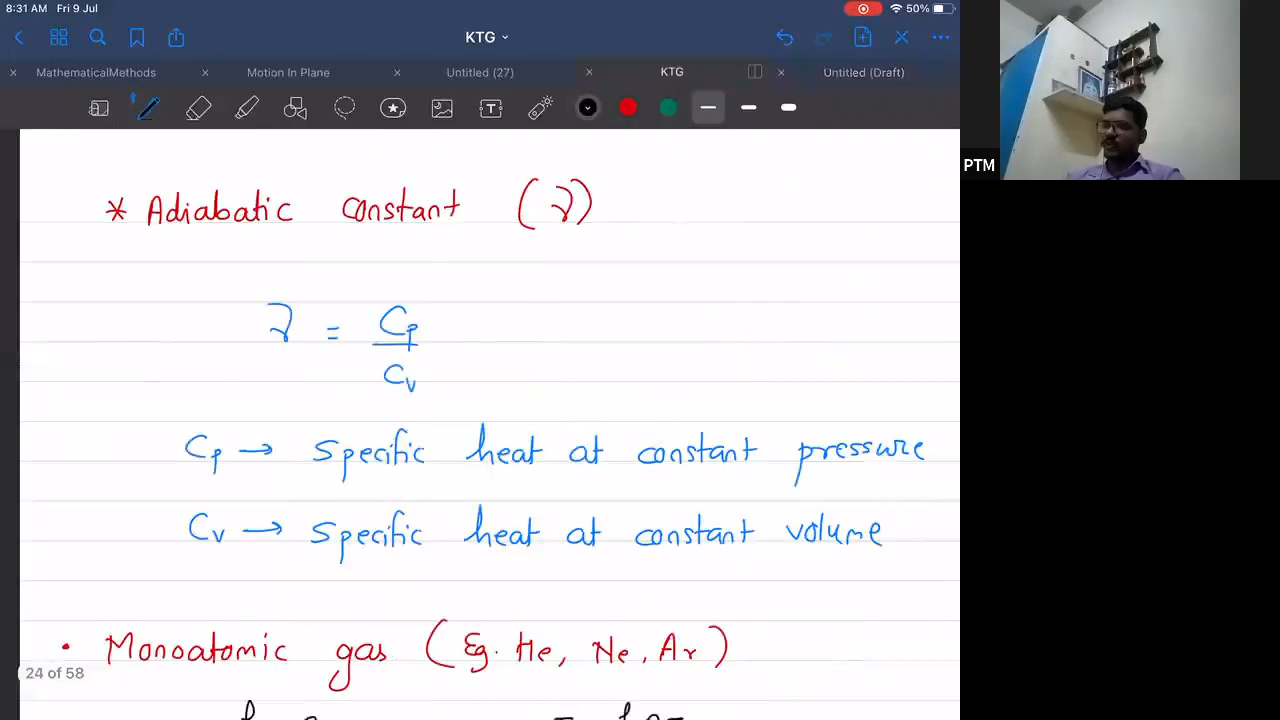 8:31 AM Fri 9 Jul
50%
KTG
MathematicalMethods
Motion In Plane
Untitled (27)
KTG
Untitled (Draft)
PTM
* Adiabatic constant (γ)
γ = Cp
Cv
Cp → Specific heat at constant pressure
Cv → Specific heat at constant volume
• Monoatomic gas (Eg. He, Ne, Ar)
24 of 58